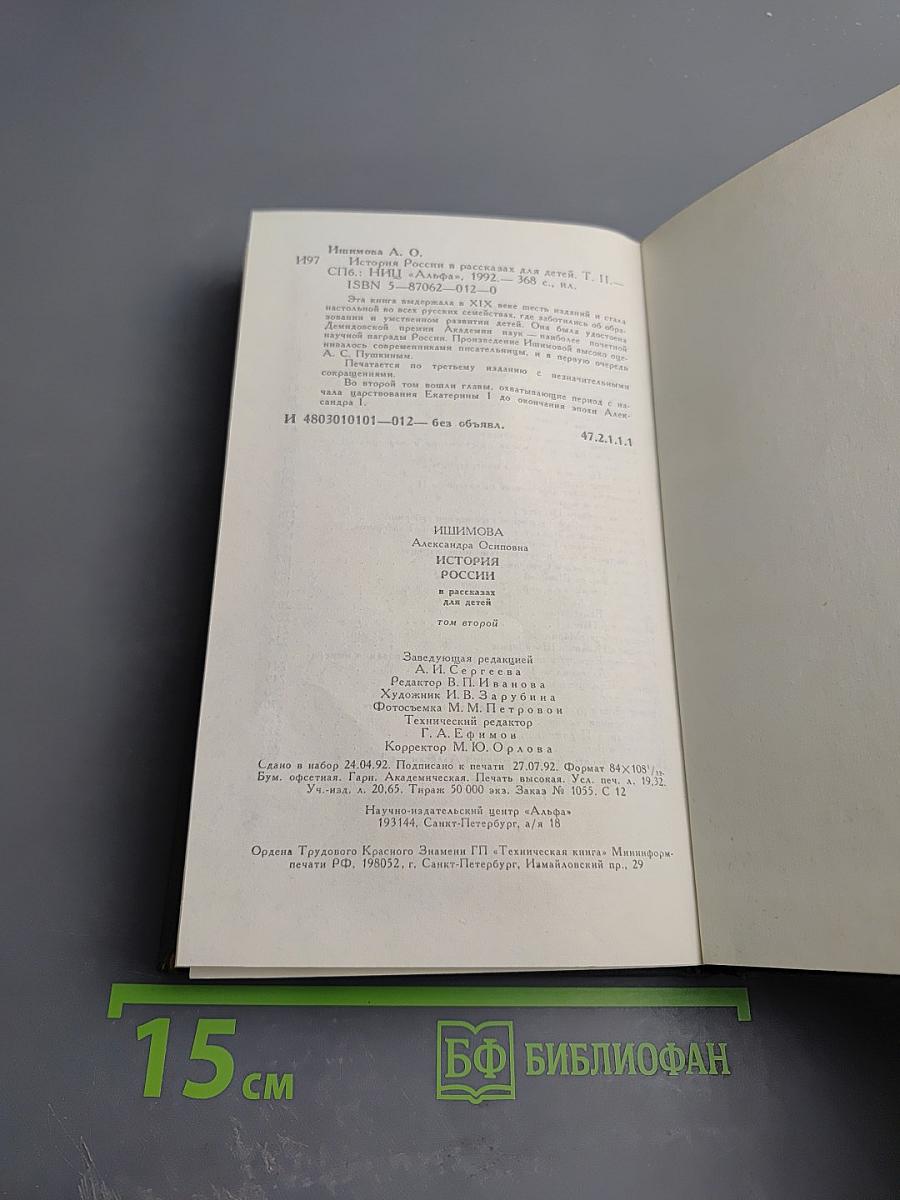 Ишимова А. О.
И97 История России в рассказах для детей. Т. II.—
СПб.: НИЦ «Альфа», 1992.— 368 с., ил.
ISBN 5—87062—012—0
Эта книга выдержала в XIX веке шесть изданий и стала
настольной во всех русских семействах, где заботились об обра-
зовании и умственном развитии детей. Она была удостоена
Демидовской премии Академии наук — наиболее почетной
научной награды России. Произведение Ишимовой высоко оце-
нивалось современниками писательницы, и в первую очередь
А. С. Пушкиным.
Печатается по третьему изданию с незначительными
сокращениями.
Во второй том вошли главы, охватывающие период с на-
чала царствования Екатерины I до окончания эпохи Алек-
сандра I.
И 4803010101—012— без объявл.
47.2.1.1.1
ИШИМОВА
Александра Осиповна
ИСТОРИЯ
РОССИИ
в рассказах
для детей
том второй
Заведующая редакцией
А. И. Сергеева
Редактор В. П. Иванова
Художник И. В. Зарубина
Фотосъемка М. М. Петровой
Технический редактор
Г. А. Ефимов
Корректор М. Ю. Орлова
Сдано в набор 24.04.92. Подписано к печати 27.07.92. Формат 84×108¹/₃₂.
Бум. офсетная. Гарн. Академическая. Печать высокая. Усл. печ. л. 19,32.
Уч.-изд. л. 20,65. Тираж 50 000 экз. Заказ № 1055. С 12
Научно-издательский центр «Альфа»
193144, Санкт-Петербург, а/я 18
Ордена Трудового Красного Знамени ГП «Техническая книга» Мининформ-
печати РФ, 198052, г. Санкт-Петербург, Измайловский пр., 29
15 см
БФ БИБЛИОФАН